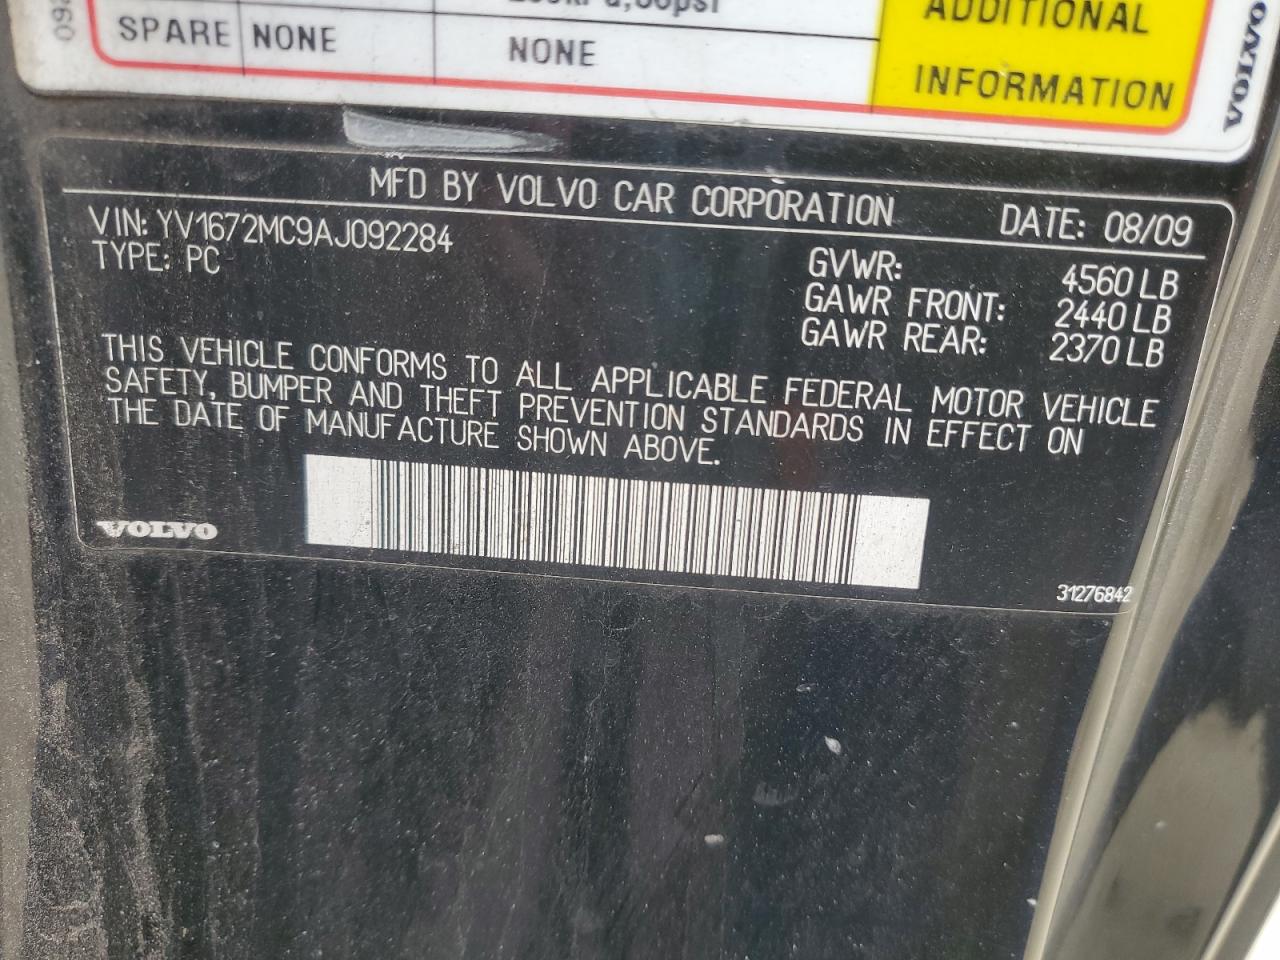 SPARE NONE NONE
ADDITIONAL
INFORMATION
VOLVO
MFD BY VOLVO CAR CORPORATION DATE: 08/09
VIN: YV1672MC9AJ092284
TYPE: PC
GVWR: 4560 LB
GAWR FRONT: 2440 LB
GAWR REAR: 2370 LB
THIS VEHICLE CONFORMS TO ALL APPLICABLE FEDERAL MOTOR VEHICLE
SAFETY, BUMPER AND THEFT PREVENTION STANDARDS IN EFFECT ON
THE DATE OF MANUFACTURE SHOWN ABOVE.
VOLVO
31276842